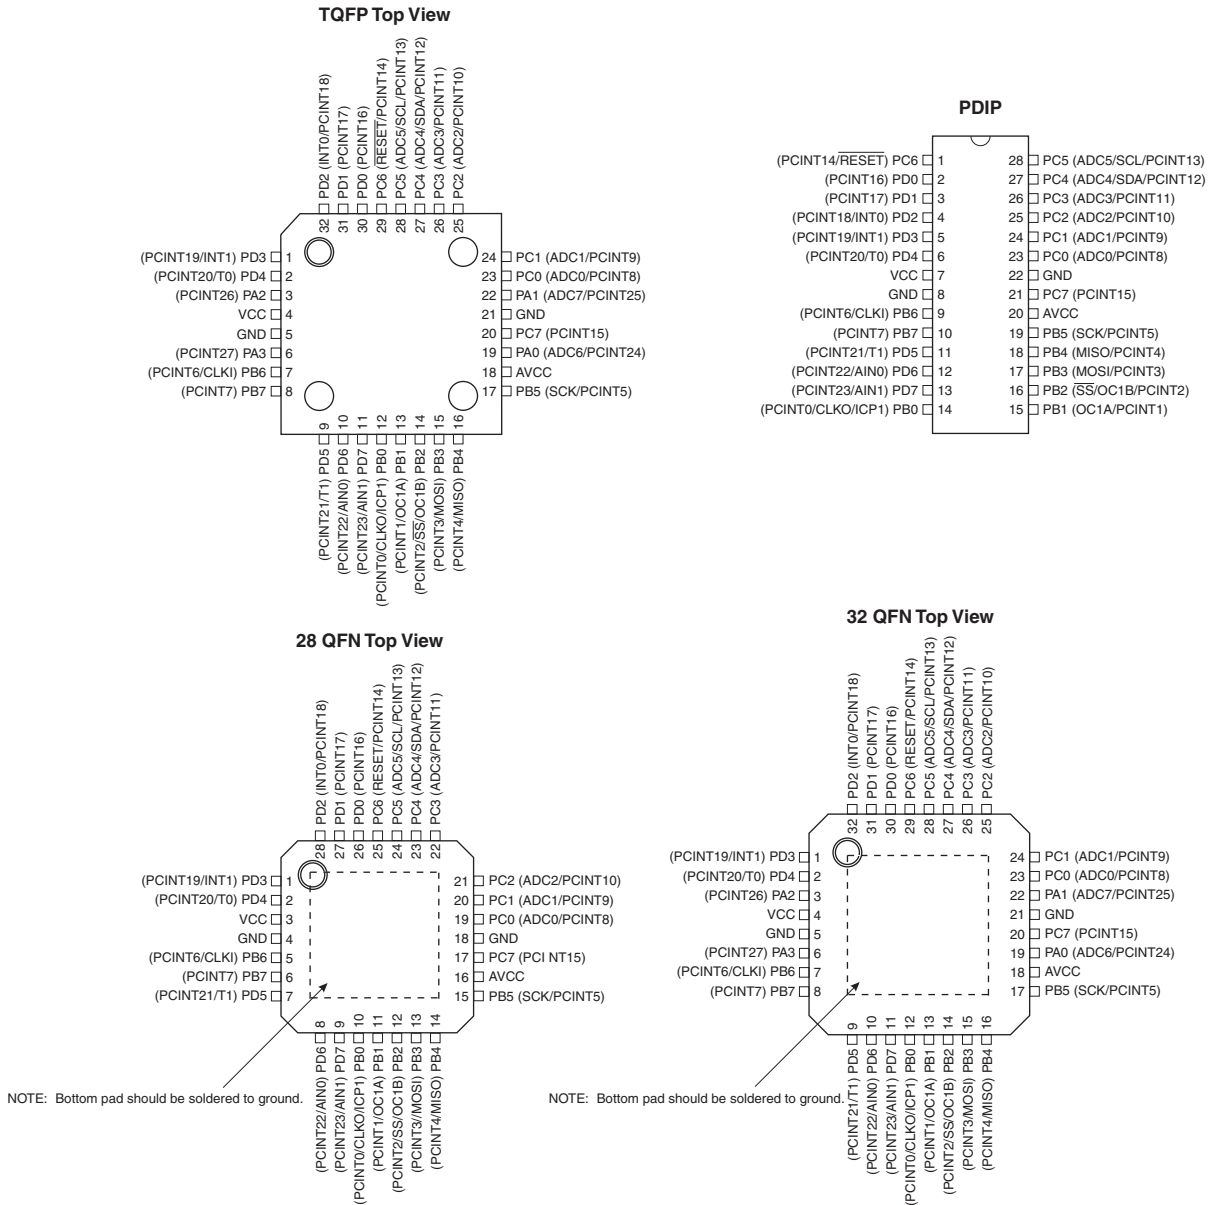 TQFP Top View
32 PD2 (INT0/PCINT18)
31 PD1 (PCINT17)
30 PD0 (PCINT16)
29 PC6 (RESET/PCINT14)
28 PC5 (ADC5/SCL/PCINT13)
27 PC4 (ADC4/SDA/PCINT12)
26 PC3 (ADC3/PCINT11)
25 PC2 (ADC2/PCINT10)
(PCINT19/INT1) PD3 1
(PCINT20/T0) PD4 2
(PCINT26) PA2 3
VCC 4
GND 5
(PCINT27) PA3 6
(PCINT6/CLKI) PB6 7
(PCINT7) PB7 8
24 PC1 (ADC1/PCINT9)
23 PC0 (ADC0/PCINT8)
22 PA1 (ADC7/PCINT25)
21 GND
20 PC7 (PCINT15)
19 PA0 (ADC6/PCINT24)
18 AVCC
17 PB5 (SCK/PCINT5)
(PCINT21/T1) PD5 9
(PCINT22/AIN0) PD6 10
(PCINT23/AIN1) PD7 11
(PCINT0/CLKO/ICP1) PB0 12
(PCINT1/OC1A) PB1 13
(PCINT2/SS/OC1B) PB2 14
(PCINT3/MOSI) PB3 15
(PCINT4/MISO) PB4 16
PDIP
(PCINT14/RESET) PC6 1
(PCINT16) PD0 2
(PCINT17) PD1 3
(PCINT18/INT0) PD2 4
(PCINT19/INT1) PD3 5
(PCINT20/T0) PD4 6
VCC 7
GND 8
(PCINT6/CLKI) PB6 9
(PCINT7) PB7 10
(PCINT21/T1) PD5 11
(PCINT22/AIN0) PD6 12
(PCINT23/AIN1) PD7 13
(PCINT0/CLKO/ICP1) PB0 14
28 PC5 (ADC5/SCL/PCINT13)
27 PC4 (ADC4/SDA/PCINT12)
26 PC3 (ADC3/PCINT11)
25 PC2 (ADC2/PCINT10)
24 PC1 (ADC1/PCINT9)
23 PC0 (ADC0/PCINT8)
22 GND
21 PC7 (PCINT15)
20 AVCC
19 PB5 (SCK/PCINT5)
18 PB4 (MISO/PCINT4)
17 PB3 (MOSI/PCINT3)
16 PB2 (SS/OC1B/PCINT2)
15 PB1 (OC1A/PCINT1)
28 QFN Top View
28 PD2 (INT0/PCINT18)
27 PD1 (PCINT17)
26 PD0 (PCINT16)
25 PC6 (RESET/PCINT14)
24 PC5 (ADC5/SCL/PCINT13)
23 PC4 (ADC4/SDA/PCINT12)
22 PC3 (ADC3/PCINT11)
(PCINT19/INT1) PD3 1
(PCINT20/T0) PD4 2
VCC 3
GND 4
(PCINT6/CLKI) PB6 5
(PCINT7) PB7 6
(PCINT21/T1) PD5 7
21 PC2 (ADC2/PCINT10)
20 PC1 (ADC1/PCINT9)
19 PC0 (ADC0/PCINT8)
18 GND
17 PC7 (PCI NT15)
16 AVCC
15 PB5 (SCK/PCINT5)
(PCINT22/AIN0) PD6 8
(PCINT23/AIN1) PD7 9
(PCINT0/CLKO/ICP1) PB0 10
(PCINT1/OC1A) PB1 11
(PCINT2/SS/OC1B) PB2 12
(PCINT3//MOSI) PB3 13
(PCINT4/MISO) PB4 14
NOTE: Bottom pad should be soldered to ground.
32 QFN Top View
32 PD2 (INT0/PCINT18)
31 PD1 (PCINT17)
30 PD0 (PCINT16)
29 PC6 (RESET/PCINT14)
28 PC5 (ADC5/SCL/PCINT13)
27 PC4 (ADC4/SDA/PCINT12)
26 PC3 (ADC3/PCINT11)
25 PC2 (ADC2/PCINT10)
(PCINT19/INT1) PD3 1
(PCINT20/T0) PD4 2
(PCINT26) PA2 3
VCC 4
GND 5
(PCINT27) PA3 6
(PCINT6/CLKI) PB6 7
(PCINT7) PB7 8
24 PC1 (ADC1/PCINT9)
23 PC0 (ADC0/PCINT8)
22 PA1 (ADC7/PCINT25)
21 GND
20 PC7 (PCINT15)
19 PA0 (ADC6/PCINT24)
18 AVCC
17 PB5 (SCK/PCINT5)
(PCINT21/T1) PD5 9
(PCINT22/AIN0) PD6 10
(PCINT23/AIN1) PD7 11
(PCINT0/CLKO/ICP1) PB0 12
(PCINT1/OC1A) PB1 13
(PCINT2/SS/OC1B) PB2 14
(PCINT3/MOSI) PB3 15
(PCINT4/MISO) PB4 16
NOTE: Bottom pad should be soldered to ground.